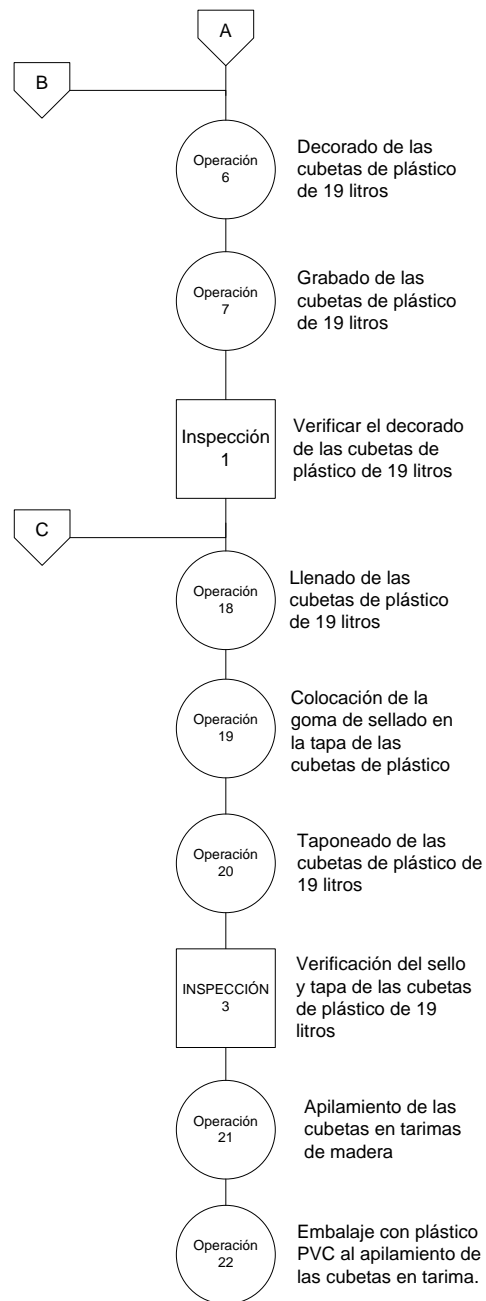 A
B
Operación
6
Decorado de las
cubetas de plástico
de 19 litros
Operación
7
Grabado de las
cubetas de plástico
de 19 litros
Inspección
1
Verificar el decorado
de las cubetas de
plástico de 19 litros
C
Operación
18
Llenado de las
cubetas de plástico
de 19 litros
Operación
19
Colocación de la
goma de sellado en
la tapa de las
cubetas de plástico
Operación
20
Taponeado de las
cubetas de plástico de
19 litros
INSPECCIÓN
3
Verificación del sello
y tapa de las cubetas
de plástico de 19
litros
Operación
21
Apilamiento de las
cubetas en tarimas
de madera
Operación
22
Embalaje con plástico
PVC al apilamiento de
las cubetas en tarima.